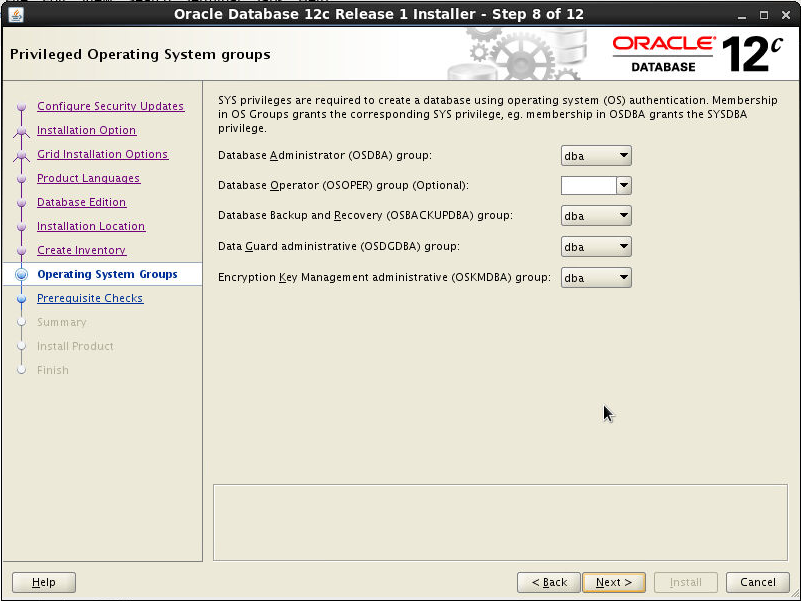 Oracle Database 12c Release 1 Installer - Step 8 of 12
Privileged Operating System groups
ORACLE
DATABASE
12c
Configure Security Updates
Installation Option
Grid Installation Options
Product Languages
Database Edition
Installation Location
Create Inventory
Operating System Groups
Prerequisite Checks
Summary
Install Product
Finish
SYS privileges are required to create a database using operating system (OS) authentication. Membership
in OS Groups grants the corresponding SYS privilege, eg. membership in OSDBA grants the SYSDBA
privilege.
Database Administrator (OSDBA) group: dba
Database Operator (OSOPER) group (Optional):
Database Backup and Recovery (OSBACKUPDBA) group: dba
Data Guard administrative (OSDGDBA) group: dba
Encryption Key Management administrative (OSKMDBA) group: dba
Help
< Back
Next >
Install
Cancel